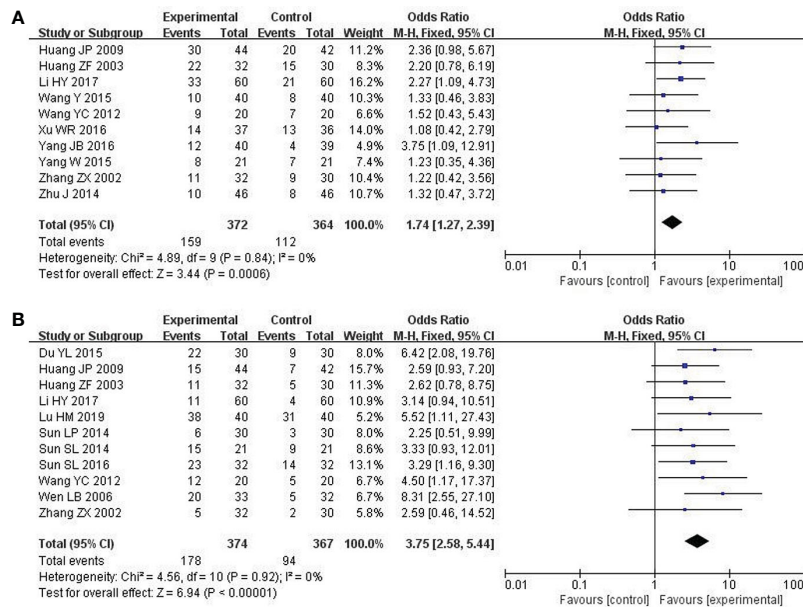 A
Experimental Control Odds Ratio Odds Ratio
Study or Subgroup Events Total Events Total Weight M-H, Fixed, 95% CI M-H, Fixed, 95% CI
Huang JP 2009 30 44 20 42 11.2% 2.36 [0.98, 5.67]
Huang ZF 2003 22 32 15 30 8.3% 2.20 [0.78, 6.19]
Li HY 2017 33 60 21 60 16.2% 2.27 [1.09, 4.73]
Wang Y 2015 10 40 8 40 10.2% 1.33 [0.46, 3.83]
Wang YC 2012 9 20 7 20 6.6% 1.52 [0.43, 5.43]
Xu WR 2016 14 37 13 36 14.0% 1.08 [0.42, 2.79]
Yang JB 2016 12 40 4 39 4.9% 3.75 [1.09, 12.91]
Yang W 2015 8 21 7 21 7.5% 1.23 [0.35, 4.36]
Zhang ZX 2002 11 32 9 30 10.5% 1.22 [0.42, 3.56]
Zhu J 2014 10 46 8 46 10.7% 1.32 [0.47, 3.72]
Total (95% CI) 372 364 100.0% 1.74 [1.27, 2.39]
Total events 159 112
Heterogeneity: Chi² = 4.89, df = 9 (P = 0.84); I² = 0%
Test for overall effect: Z = 3.44 (P = 0.0006)
0.01 0.1 1 10 100
Favours [control] Favours [experimental]
B
Experimental Control Odds Ratio Odds Ratio
Study or Subgroup Events Total Events Total Weight M-H, Fixed, 95% CI M-H, Fixed, 95% CI
Du YL 2015 22 30 9 30 8.0% 6.42 [2.08, 19.76]
Huang JP 2009 15 44 7 42 15.7% 2.59 [0.93, 7.20]
Huang ZF 2003 11 32 5 30 11.3% 2.62 [0.78, 8.75]
Li HY 2017 11 60 4 60 10.9% 3.14 [0.94, 10.51]
Lu HM 2019 38 40 31 40 5.2% 5.52 [1.11, 27.43]
Sun LP 2014 6 30 3 30 8.0% 2.25 [0.51, 9.99]
Sun SL 2014 15 21 9 21 8.6% 3.33 [0.93, 12.01]
Sun SL 2016 23 32 14 32 13.1% 3.29 [1.16, 9.30]
Wang YC 2012 12 20 5 20 6.7% 4.50 [1.17, 17.37]
Wen LB 2006 20 33 5 32 6.7% 8.31 [2.55, 27.10]
Zhang ZX 2002 5 32 2 30 5.8% 2.59 [0.46, 14.52]
Total (95% CI) 374 367 100.0% 3.75 [2.58, 5.44]
Total events 178 94
Heterogeneity: Chi² = 4.56, df = 10 (P = 0.92); I² = 0%
Test for overall effect: Z = 6.94 (P < 0.00001)
0.01 0.1 1 10 100
Favours [control] Favours [experimental]